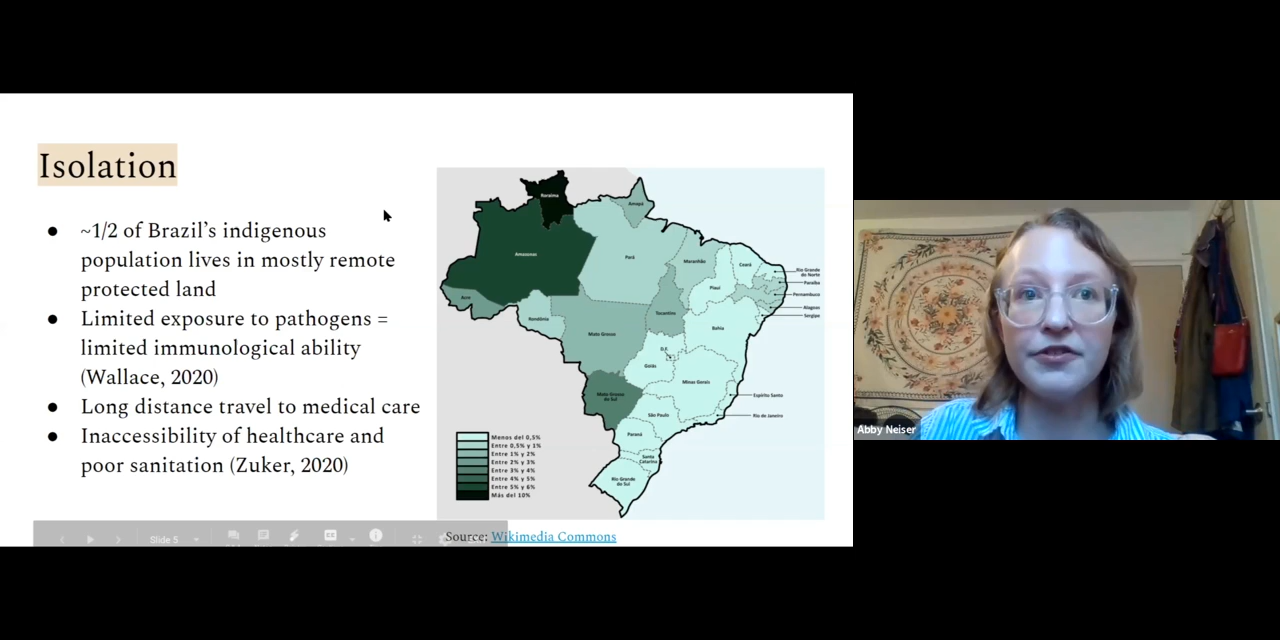 Isolation
● ~1/2 of Brazil’s indigenous
population lives in mostly remote
protected land
● Limited exposure to pathogens =
limited immunological ability
(Wallace, 2020)
● Long distance travel to medical care
● Inaccessibility of healthcare and
poor sanitation (Zuker, 2020)
Roraima
Amapá
Amazonas
Pará
Maranhão
Ceará
Rio Grande
do Norte
Paraíba
Pernambuco
Alagoas
Sergipe
Piauí
Acre
Rondônia
Tocantins
Mato Grosso
Bahia
D.F.
Goiás
Minas Gerais
Mato Grosso
do Sul
Espírito Santo
São Paulo
Rio de Janeiro
Paraná
Santa
Catarina
Rio Grande
do Sul
Menos del 0,5%
Entre 0,5% y 1%
Entre 1% y 2%
Entre 2% y 3%
Entre 3% y 4%
Entre 4% y 5%
Entre 5% y 6%
Más del 10%
Source: Wikimedia Commons
Slide 5
CC
Abby Neiser